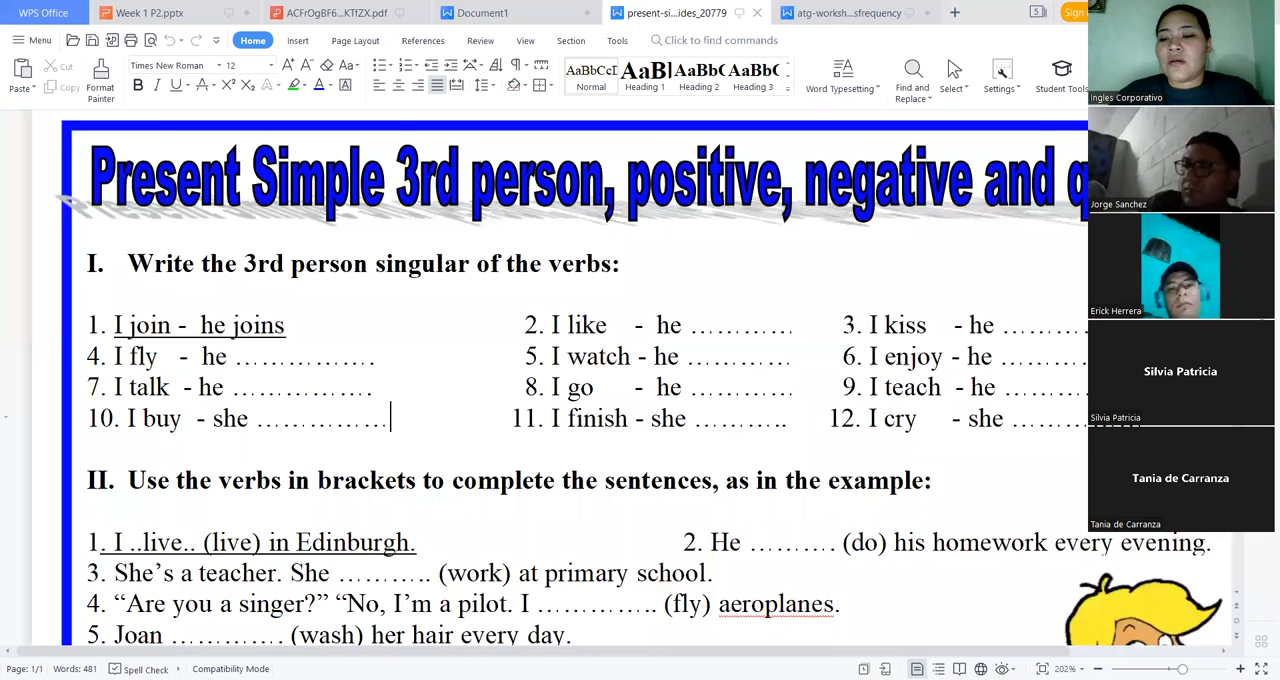 WPS Office Week 1 P2.pptx ACFrOgBF6...KTfZX.pdf Document1 present-si...ides_20779 atg-worksh...sfrequency 5 Sign
Menu Home Insert Page Layout References Review View Section Tools Click to find commands
Paste Cut Copy Format Painter Times New Roman 12 AaBbCcD Normal AaBl Heading 1 AaBbC Heading 2 AaBbC Heading 3 Word Typesetting Find and Replace Select Settings Student Tools
Ingles Corporativo
Present Simple 3rd person, positive, negative and q
Jorge Sanchez
I. Write the 3rd person singular of the verbs:
Erick Herrera
1. I join - he joins 2. I like - he ………… 3. I kiss - he …………
4. I fly - he …………… 5. I watch - he ………… 6. I enjoy - he …………
7. I talk - he …………… 8. I go - he ………… 9. I teach - he …………
10. I buy - she …………… 11. I finish - she ……….. 12. I cry - she …………
Silvia Patricia
Silvia Patricia
II. Use the verbs in brackets to complete the sentences, as in the example:
Tania de Carranza
Tania de Carranza
1. I ..live.. (live) in Edinburgh. 2. He ………. (do) his homework every evening.
3. She’s a teacher. She ……….. (work) at primary school.
4. “Are you a singer?” “No, I’m a pilot. I ………….. (fly) aeroplanes.
5. Joan …………. (wash) her hair every day.
Page: 1/1 Words: 481 Spell Check Compatibility Mode 202%